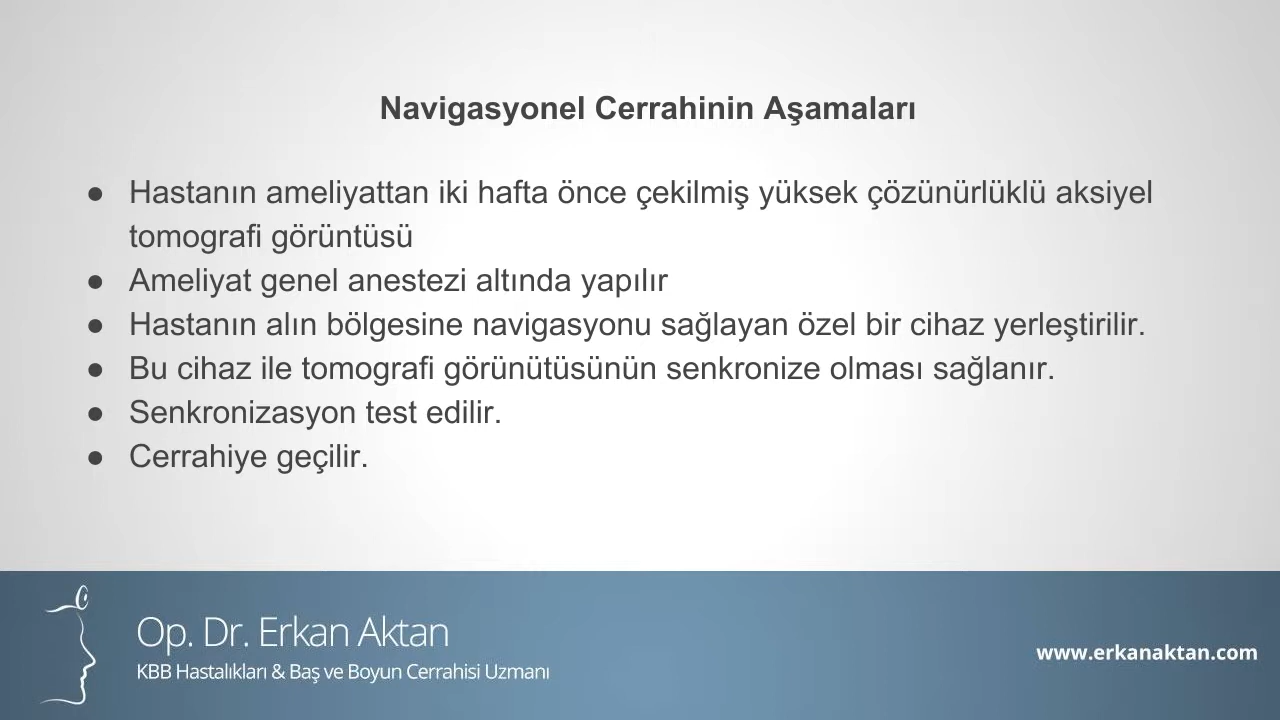 Navigasyonel Cerrahinin Aşamaları
● Hastanın ameliyattan iki hafta önce çekilmiş yüksek çözünürlüklü aksiyel
tomografi görüntüsü
● Ameliyat genel anestezi altında yapılır
● Hastanın alın bölgesine navigasyonu sağlayan özel bir cihaz yerleştirilir.
● Bu cihaz ile tomografi görünütüsünün senkronize olması sağlanır.
● Senkronizasyon test edilir.
● Cerrahiye geçilir.
Op. Dr. Erkan Aktan
KBB Hastalıkları & Baş ve Boyun Cerrahisi Uzmanı
www.erkanaktan.com